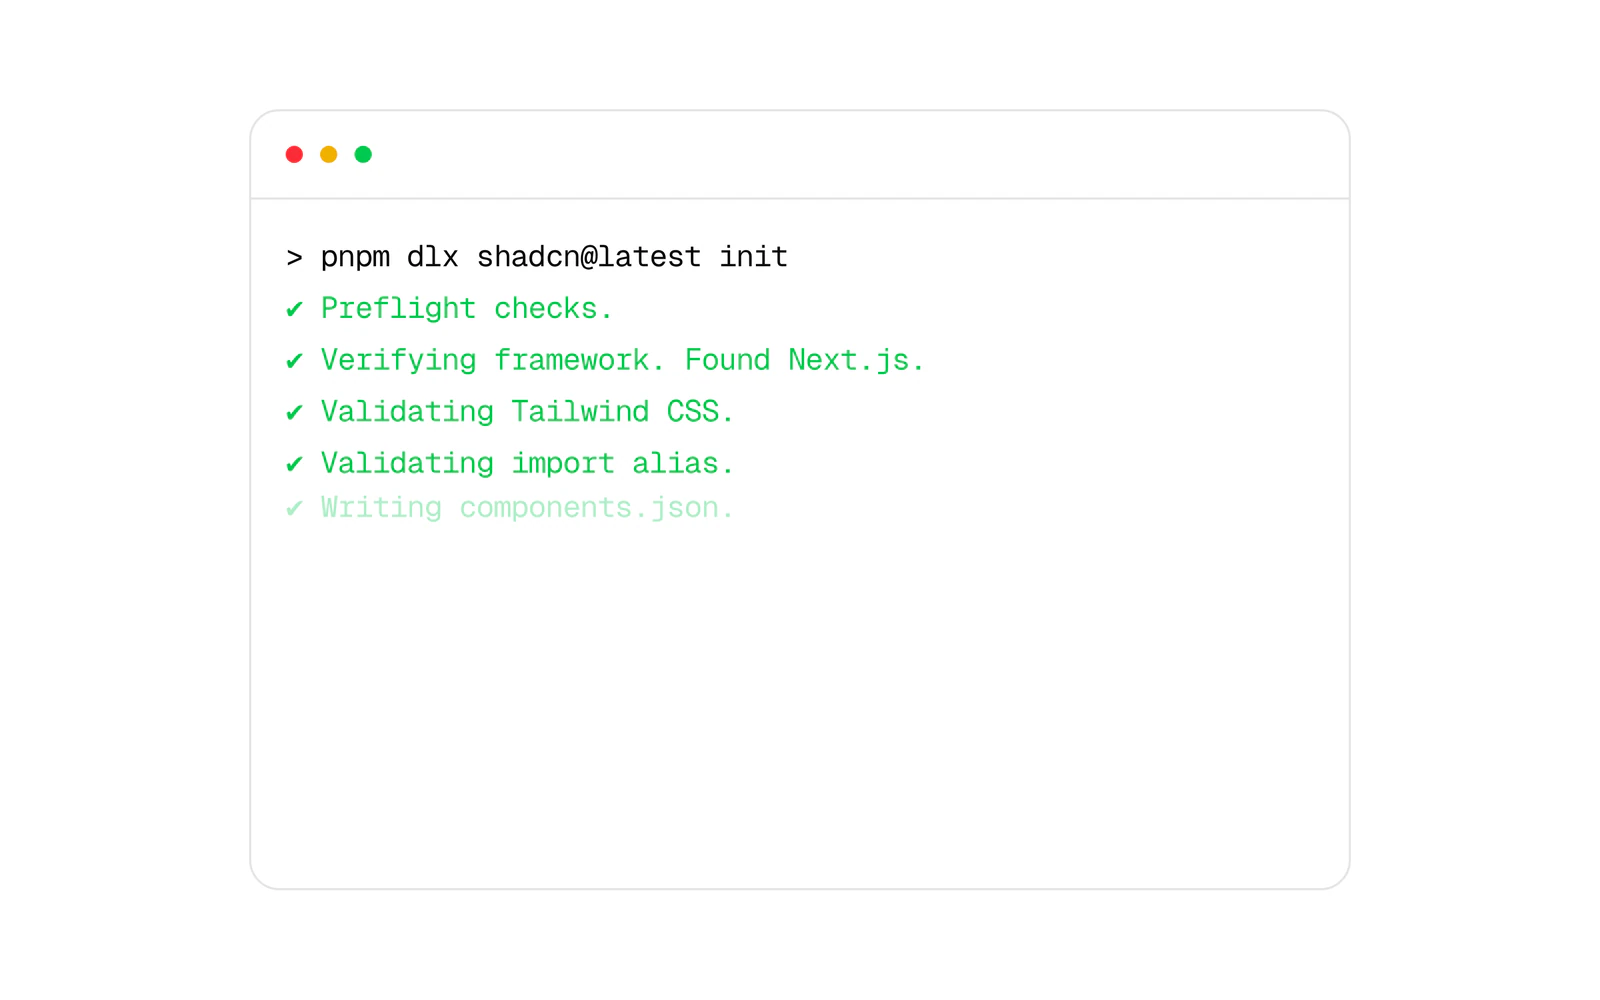 > pnpm dlx shadcn@latest init
✔ Preflight checks.
✔ Verifying framework. Found Next.js.
✔ Validating Tailwind CSS.
✔ Validating import alias.
✔ Writing components.json.